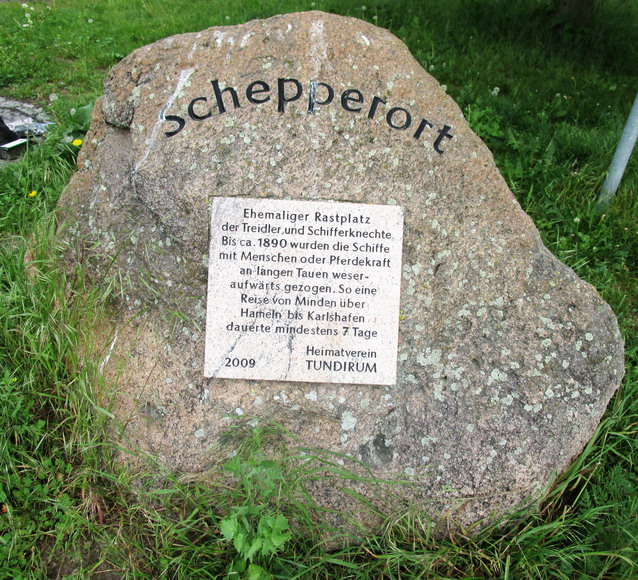 Schepperort
Ehemaliger Rastplatz
der Treidler und Schifferknechte
Bis ca. 1890 wurden die Schiffe
mit Menschen oder Pferdekraft
an langen Tauen weser-
aufwärts gezogen. So eine
Reise von Minden über
Hameln bis Karlshafen
dauerte mindestens 7 Tage
Heimatverein
2009 TUNDIRUM